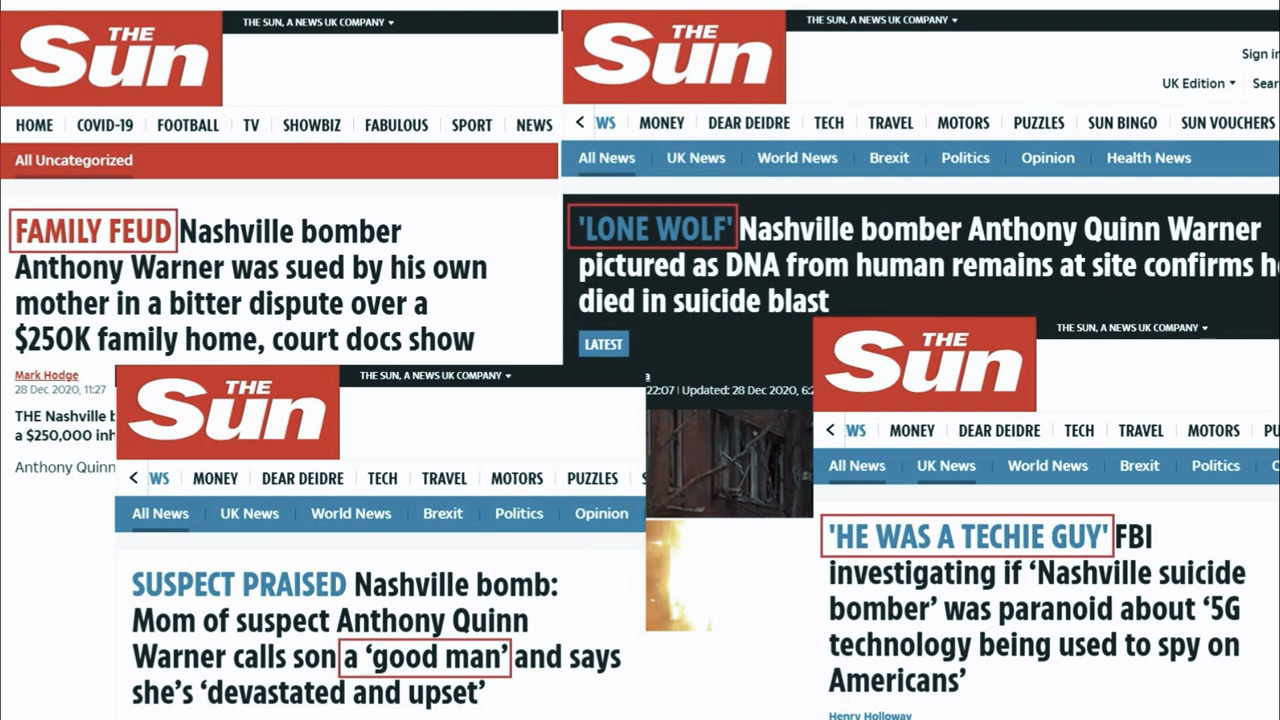 THE Sun
THE SUN, A NEWS UK COMPANY
HOME COVID-19 FOOTBALL TV SHOWBIZ FABULOUS SPORT NEWS
All Uncategorized
FAMILY FEUD Nashville bomber
Anthony Warner was sued by his own
mother in a bitter dispute over a
$250K family home, court docs show
Mark Hodge
28 Dec 2020, 11:27
THE Nashville
a $250,000
Anthony Quinn
THE Sun
THE SUN, A NEWS UK COMPANY
Sign in
UK Edition
MONEY DEAR DEIDRE TECH TRAVEL MOTORS PUZZLES SUN BINGO SUN VOUCHERS
All News UK News World News Brexit Politics Opinion Health News
'LONE WOLF' Nashville bomber Anthony Quinn Warner
pictured as DNA from human remains at site confirms
died in suicide blast
LATEST
22:07 | Updated: 28 Dec 2020,
THE Sun
THE SUN, A NEWS UK COMPANY
MONEY DEAR DEIDRE TECH TRAVEL MOTORS PUZZLES
All News UK News World News Brexit Politics Opinion
SUSPECT PRAISED Nashville bomb:
Mom of suspect Anthony Quinn
Warner calls son a ‘good man’ and says
she’s ‘devastated and upset’
THE Sun
THE SUN, A NEWS UK COMPANY
MONEY DEAR DEIDRE TECH TRAVEL MOTORS
All News UK News World News Brexit Politics
'HE WAS A TECHIE GUY' FBI
investigating if ‘Nashville suicide
bomber’ was paranoid about ‘5G
technology being used to spy on
Americans’
Henry Holloway